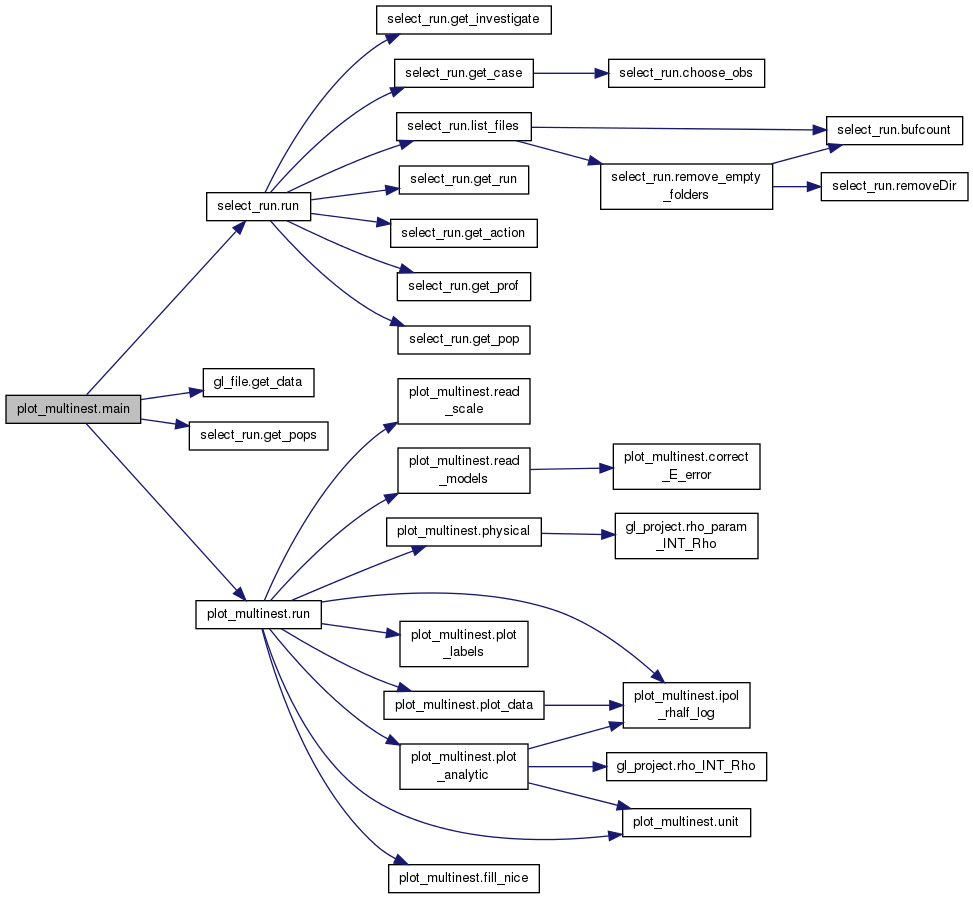 select_run.get_investigate
select_run.get_case
select_run.choose_obs
select_run.list_files
select_run.bufcount
select_run.get_run
select_run.remove_empty
_folders
select_run.removeDir
select_run.run
select_run.get_action
select_run.get_prof
select_run.get_pop
gl_file.get_data
plot_multinest.main
select_run.get_pops
plot_multinest.read
_scale
plot_multinest.read
_models
plot_multinest.correct
_E_error
plot_multinest.physical
gl_project.rho_param
_INT_Rho
plot_multinest.run
plot_multinest.plot
_labels
plot_multinest.plot_data
plot_multinest.ipol
_rhalf_log
plot_multinest.plot
_analytic
gl_project.rho_INT_Rho
plot_multinest.unit
plot_multinest.fill_nice